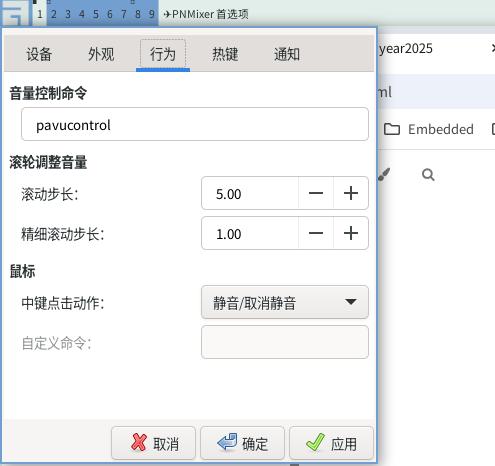 1 2 3 4 5 6 7 8 9 ✈PNMixer 首选项
设备 外观 行为 热键 通知
year2025
音量控制命令
ml
pavucontrol
Embedded
滚轮调整音量
滚动步长: 5.00
精细滚动步长: 1.00
鼠标
中键点击动作: 静音/取消静音
自定义命令:
取消 确定 应用